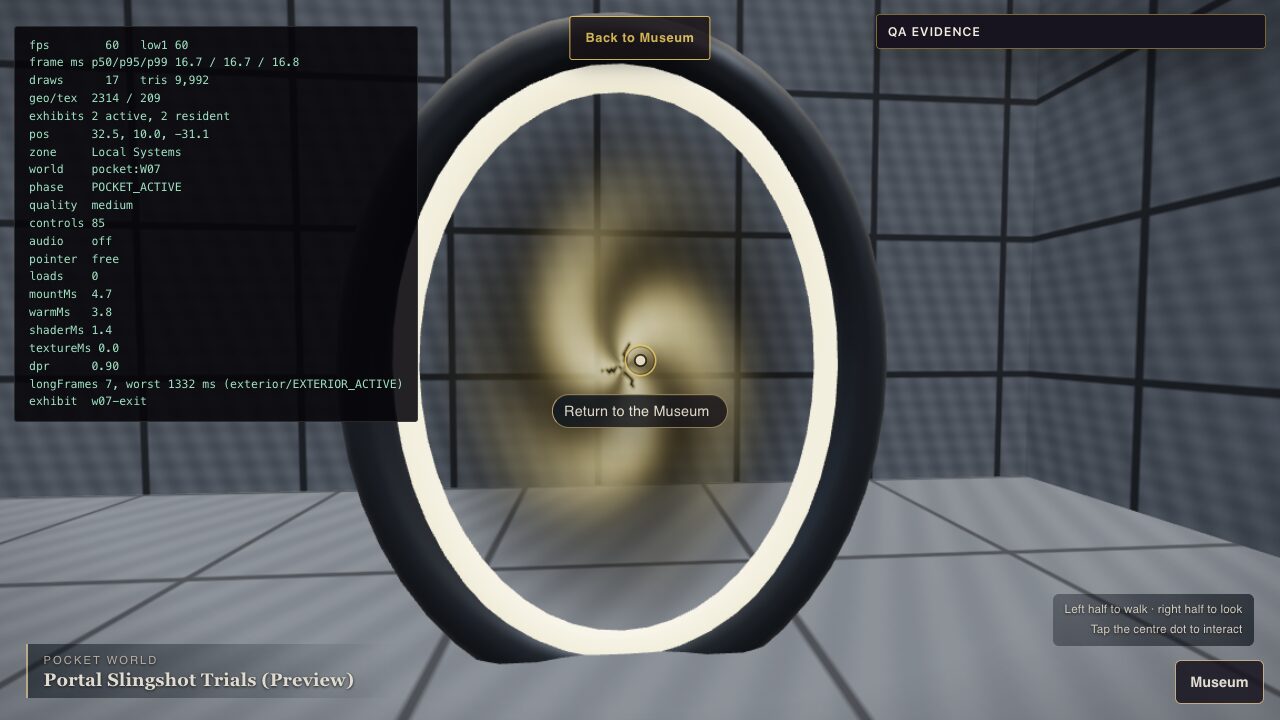 fps 60 low1 60
frame ms p50/p95/p99 16.7 / 16.7 / 16.8
draws 17 tris 9,992
geo/tex 2314 / 209
exhibits 2 active, 2 resident
pos 32.5, 10.0, −31.1
zone Local Systems
world pocket:W07
phase POCKET_ACTIVE
quality medium
controls 85
audio off
pointer free
loads 0
mountMs 4.7
warmMs 3.8
shaderMs 1.4
textureMs 0.0
dpr 0.90
longFrames 7, worst 1332 ms (exterior/EXTERIOR_ACTIVE)
exhibit w07-exit
Back to Museum
QA EVIDENCE
Return to the Museum
Left half to walk · right half to look
Tap the centre dot to interact
POCKET WORLD
Portal Slingshot Trials (Preview)
Museum